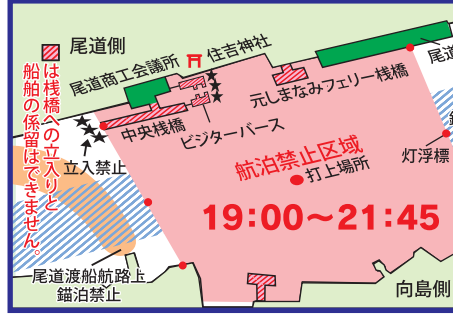 尾道側
は桟橋への立入りと
船舶の係留はできません。
尾道商工会議所
住吉神社
尾道
元しまなみフェリー桟橋
中央桟橋
ビジターバース
立入禁止
航泊禁止区域
打上場所
灯浮標
19:00～21:45
尾道渡船航路上
錨泊禁止
向島側